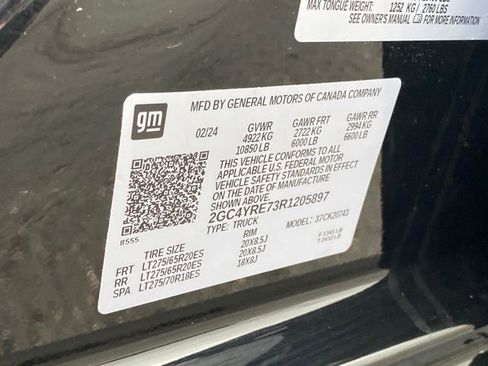 MAX TONGUE WEIGHT: 1252 KG / 2760 LBS
SEE OWNER'S MANUAL FOR MORE INFORMATION
gm
MFD BY GENERAL MOTORS OF CANADA COMPANY
02/24 GVWR GAWR FRT GAWR RR
4922 KG 2722 KG 2994 KG
10850 LB 6000 LB 6600 LB
THIS VEHICLE CONFORMS TO ALL
APPLICABLE U.S. FEDERAL MOTOR
VEHICLE SAFETY STANDARDS IN EFFECT
ON THE DATE OF MANUFACTURE SHOWN ABOVE.
2GC4YRE73R1205897
TYPE: TRUCK MODEL: 37CK20743
8555
TIRE SIZE RIM
FRT LT275/65R20ES 20X8.5J F 1341 LB
RR LT275/65R20ES 20X8.5J T 2432 LB
SPA LT275/70R18ES 18X8J